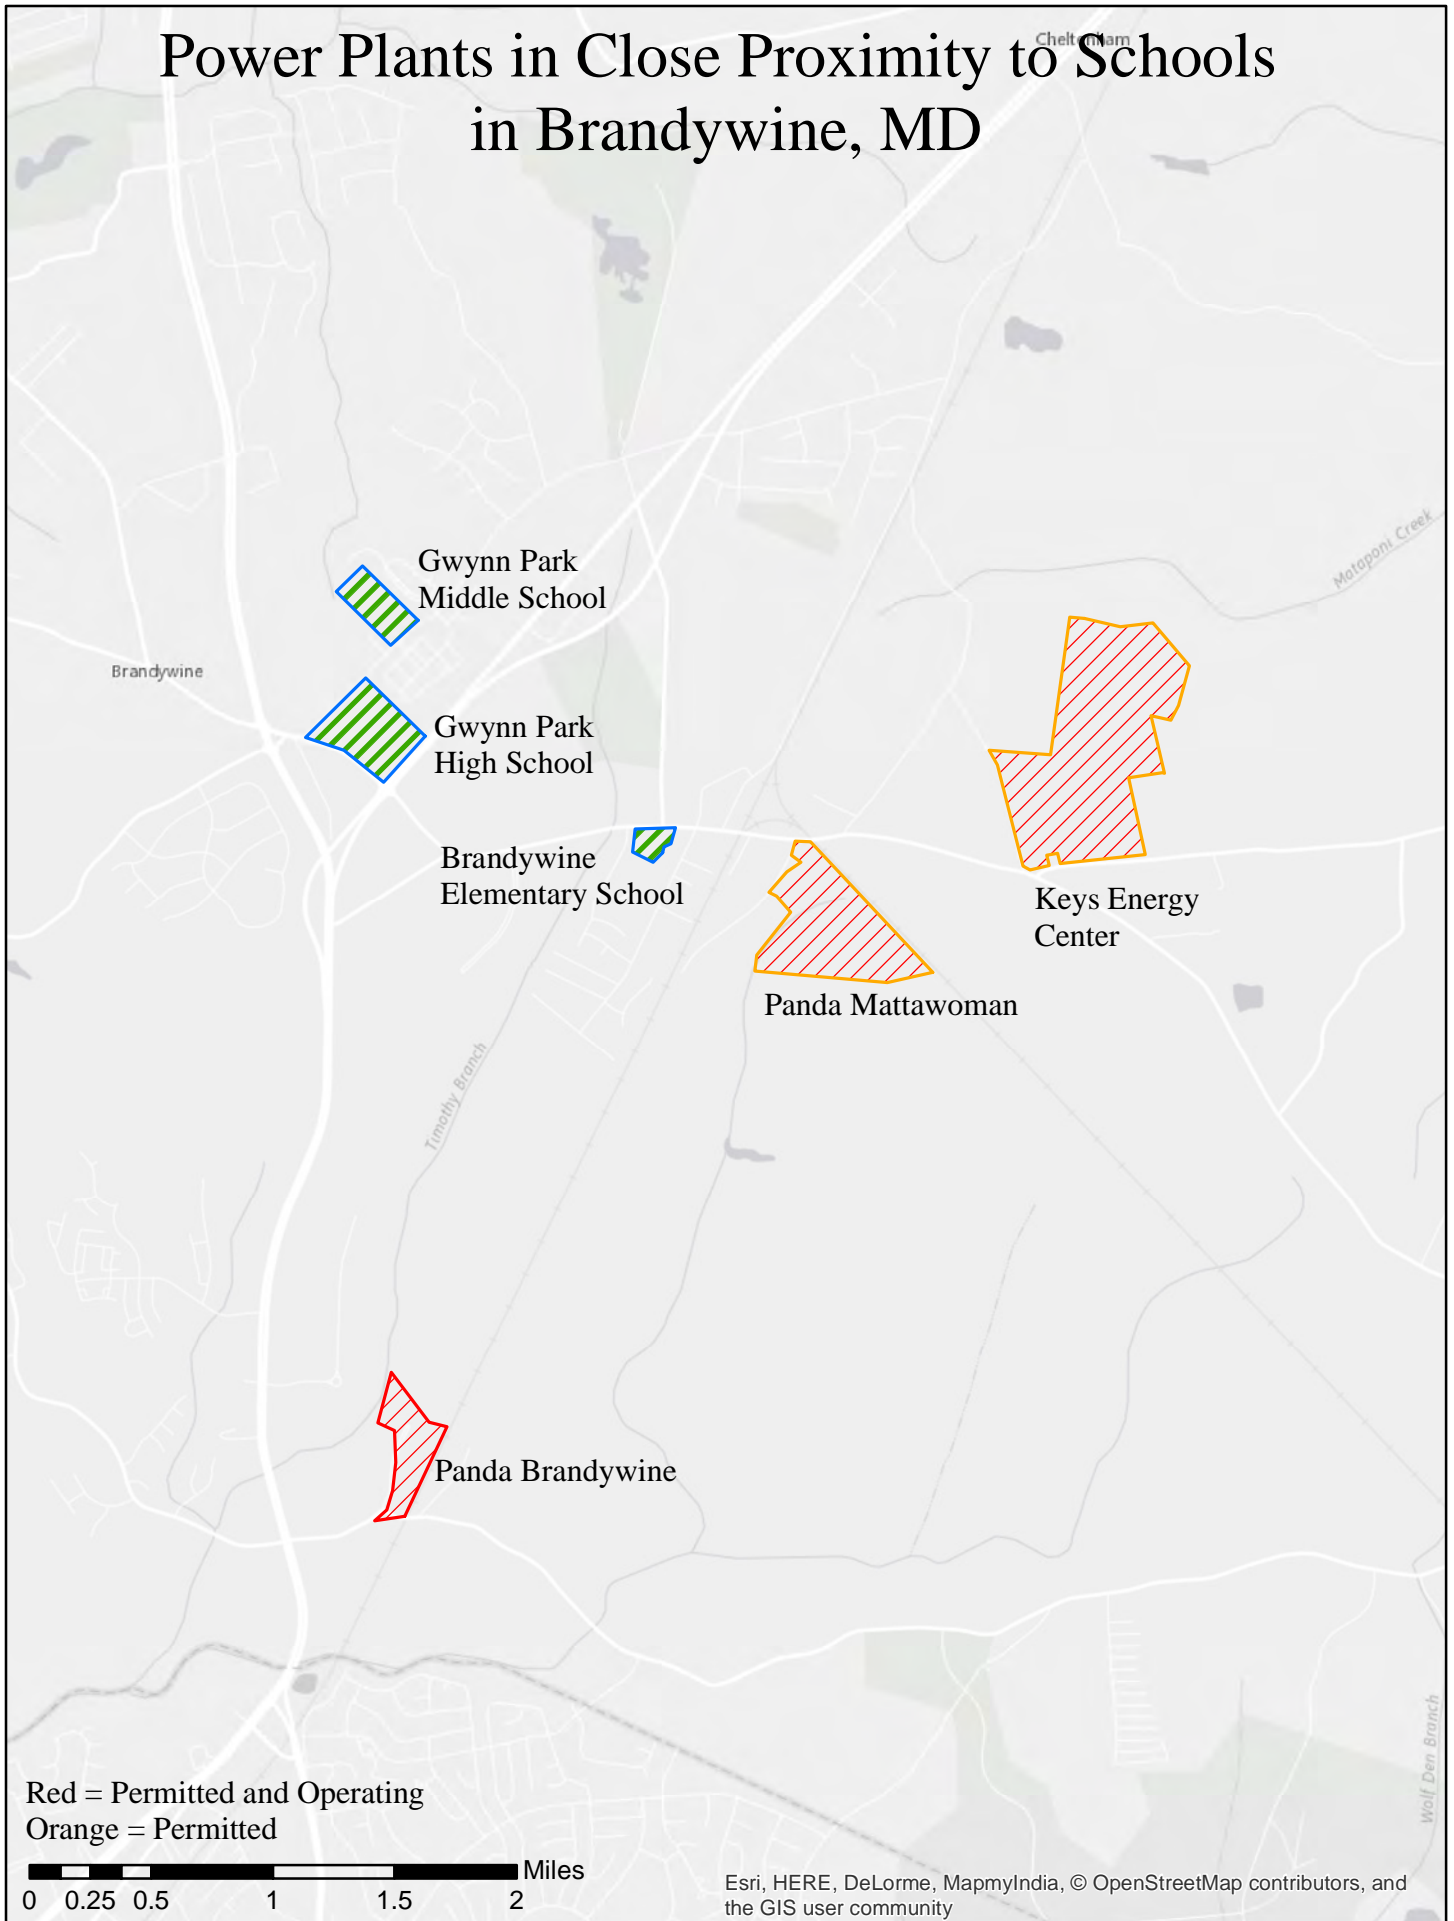 Power Plants in Close Proximity to Schools
in Brandywine, MD
Cheltenham
Mataponi Creek
Gwynn Park
Middle School
Brandywine
Gwynn Park
High School
Brandywine
Elementary School
Keys Energy
Center
Panda Mattawoman
Timothy Branch
Panda Brandywine
Wolf Den Branch
Red = Permitted and Operating
Orange = Permitted
Miles
0 0.25 0.5 1 1.5 2
Esri, HERE, DeLorme, MapmyIndia, © OpenStreetMap contributors, and
the GIS user community